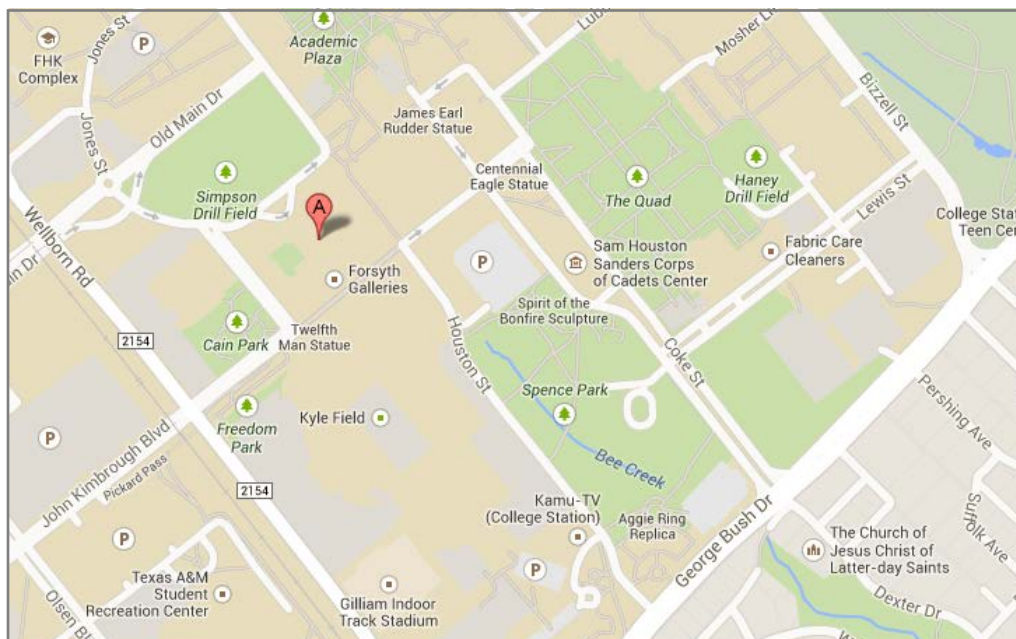 Jones St
FHK
Complex
P
Academic
Plaza
Lub
Mosher Ln
Bizzell St
Old Main Dr
James Earl
Rudder Statue
Jones St
Simpson
Drill Field
A
Centennial
Eagle Statue
The Quad
Haney
Drill Field
Lewis St
College Stat
Teen Cen
Wellborn Rd
ain Dr
Forsyth
Galleries
P
Sam Houston
Sanders Corps
of Cadets Center
Fabric Care
Cleaners
Spirit of the
Bonfire Sculpture
2154
Cain Park
Twelfth
Man Statue
Houston St
Coke St
Spence Park
Pershing Ave
Kyle Field
Freedom
Park
P
John Kimbrough Blvd
Pickard Pass
2154
Bee Creek
Kamu-TV
(College Station)
Aggie Ring
Replica
George Bush Dr
Suffolk Ave
P
P
The Church of
Jesus Christ of
Latter-day Saints
Texas A&M
Student
Recreation Center
Gilliam Indoor
Track Stadium
Dexter Dr
Olsen Bl